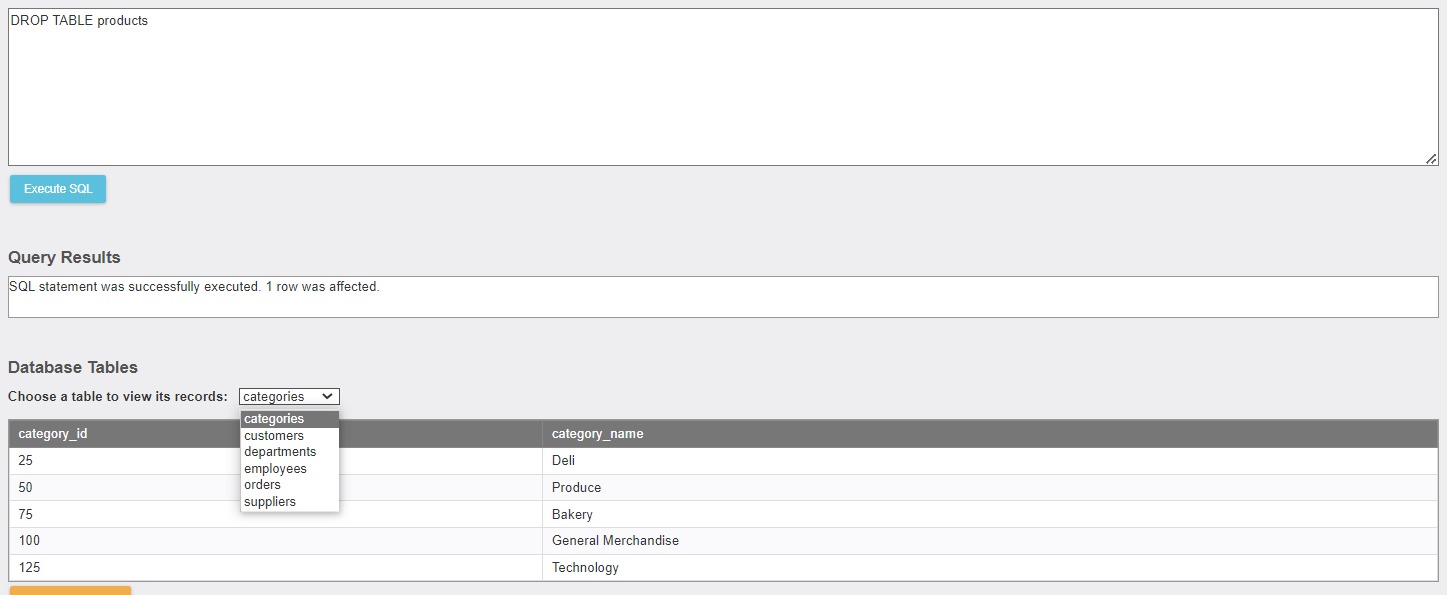 DROP TABLE products
Execute SQL
Query Results
SQL statement was successfully executed. 1 row was affected.
Database Tables
Choose a table to view its records: categories
categories
customers
departments
employees
orders
suppliers
category_id category_name
25 Deli
50 Produce
75 Bakery
100 General Merchandise
125 Technology